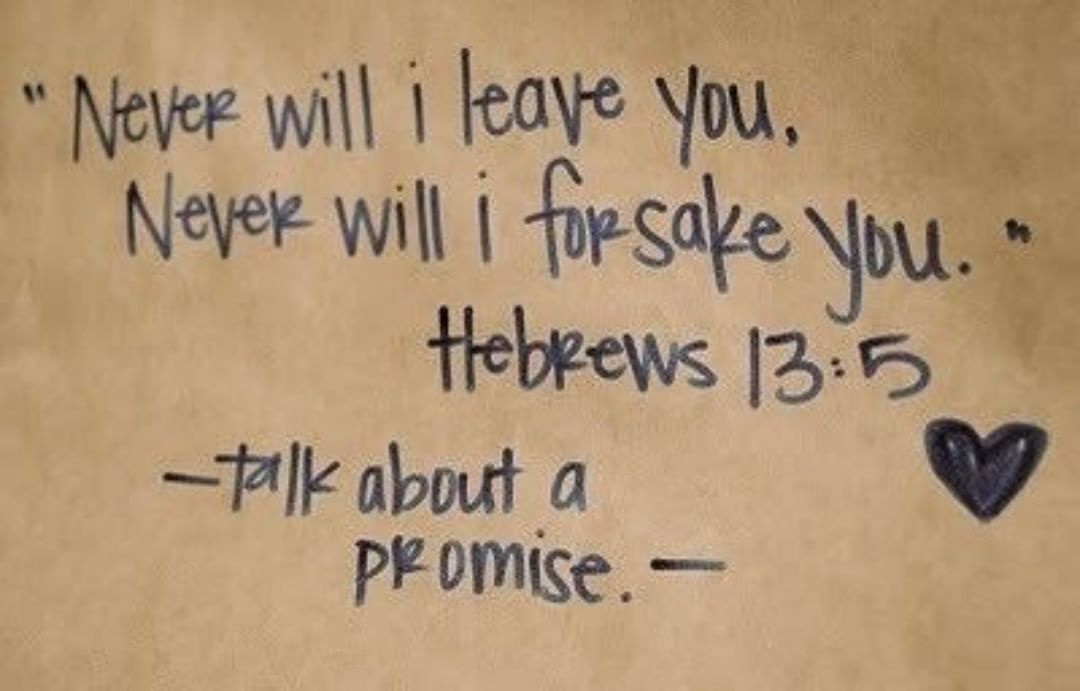 "Never will i leave you,
Never will i forsake you."
Hebrews 13:5
—talk about a
promise.—